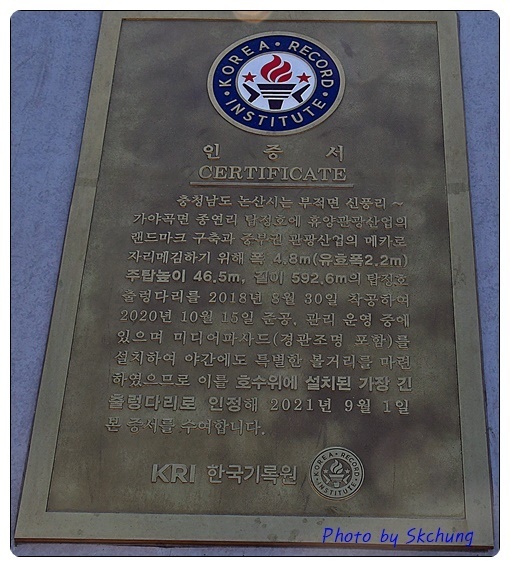 KOREA RECORD INSTITUTE
인 증 서
CERTIFICATE
충청남도 논산시는 부적면 신풍리 ~
가야곡면 종연리 탑정호에 휴양관광산업의
랜드마크 구축과 중부권 관광산업의 메카로
자리매김하기 위해 폭 4.8m(유효폭2.2m)
주탑높이 46.5m, 길이 592.6m의 탑정호
출렁다리를 2018년 8월 30일 착공하여
2020년 10월 15일 준공, 관리 운영 중에
있으며 미디어파사드(경관조명 포함)를
설치하여 야간에도 특별한 볼거리를 마련
하였으므로 이를 호수위에 설치된 가장 긴
출렁다리로 인정해 2021년 9월 1일
본 증서를 수여합니다.
KRI 한국기록원
KOREA RECORD INSTITUTE
Photo by Skchung